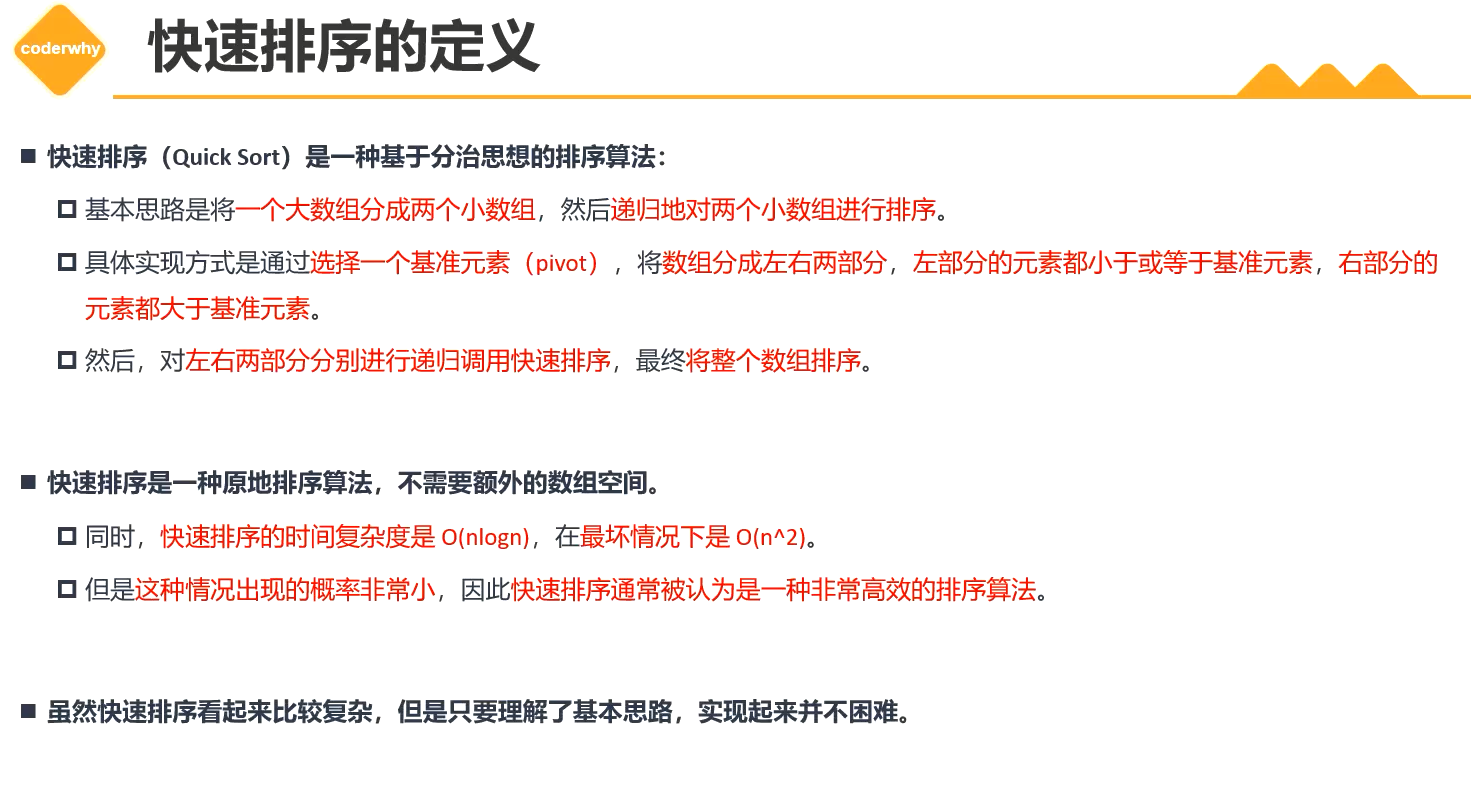 coderwhy
快速排序的定义
快速排序（Quick Sort）是一种基于分治思想的排序算法：
基本思路是将一个大数组分成两个小数组，然后递归地对两个小数组进行排序。
具体实现方式是通过选择一个基准元素（pivot），将数组分成左右两部分，左部分的元素都小于或等于基准元素，右部分的
元素都大于基准元素。
然后，对左右两部分分别进行递归调用快速排序，最终将整个数组排序。
快速排序是一种原地排序算法，不需要额外的数组空间。
同时，快速排序的时间复杂度是 O(nlogn)，在最坏情况下是 O(n^2)。
但是这种情况出现的概率非常小，因此快速排序通常被认为是一种非常高效的排序算法。
虽然快速排序看起来比较复杂，但是只要理解了基本思路，实现起来并不困难。